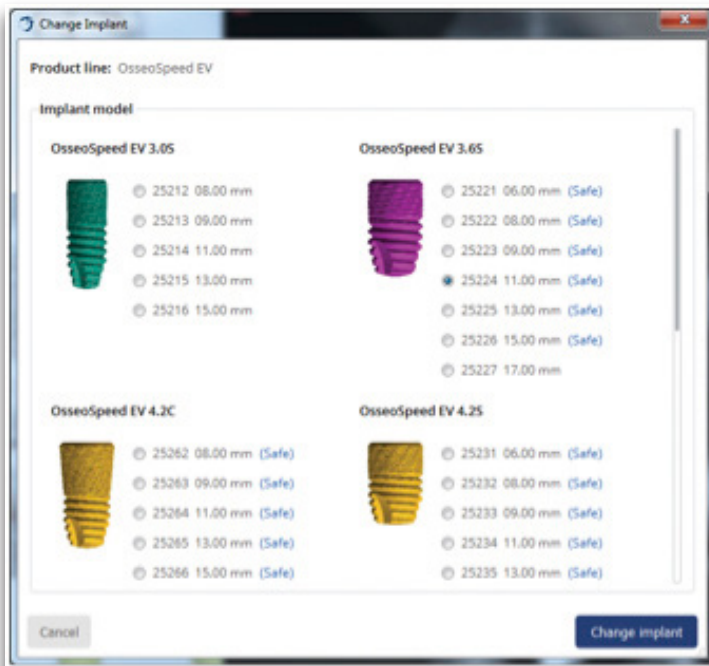 Change Implant
Product line: OsseoSpeed EV
Implant model
OsseoSpeed EV 3.0S
25212 08.00 mm
25213 09.00 mm
25214 11.00 mm
25215 13.00 mm
25216 15.00 mm
OsseoSpeed EV 3.6S
25221 06.00 mm (Safe)
25222 08.00 mm (Safe)
25223 09.00 mm (Safe)
25224 11.00 mm (Safe)
25225 13.00 mm (Safe)
25226 15.00 mm (Safe)
25227 17.00 mm
OsseoSpeed EV 4.2C
25262 08.00 mm (Safe)
25263 09.00 mm (Safe)
25264 11.00 mm (Safe)
25265 13.00 mm (Safe)
25266 15.00 mm (Safe)
OsseoSpeed EV 4.2S
25231 06.00 mm (Safe)
25232 08.00 mm (Safe)
25233 09.00 mm (Safe)
25234 11.00 mm (Safe)
25235 13.00 mm (Safe)
Cancel
Change implant